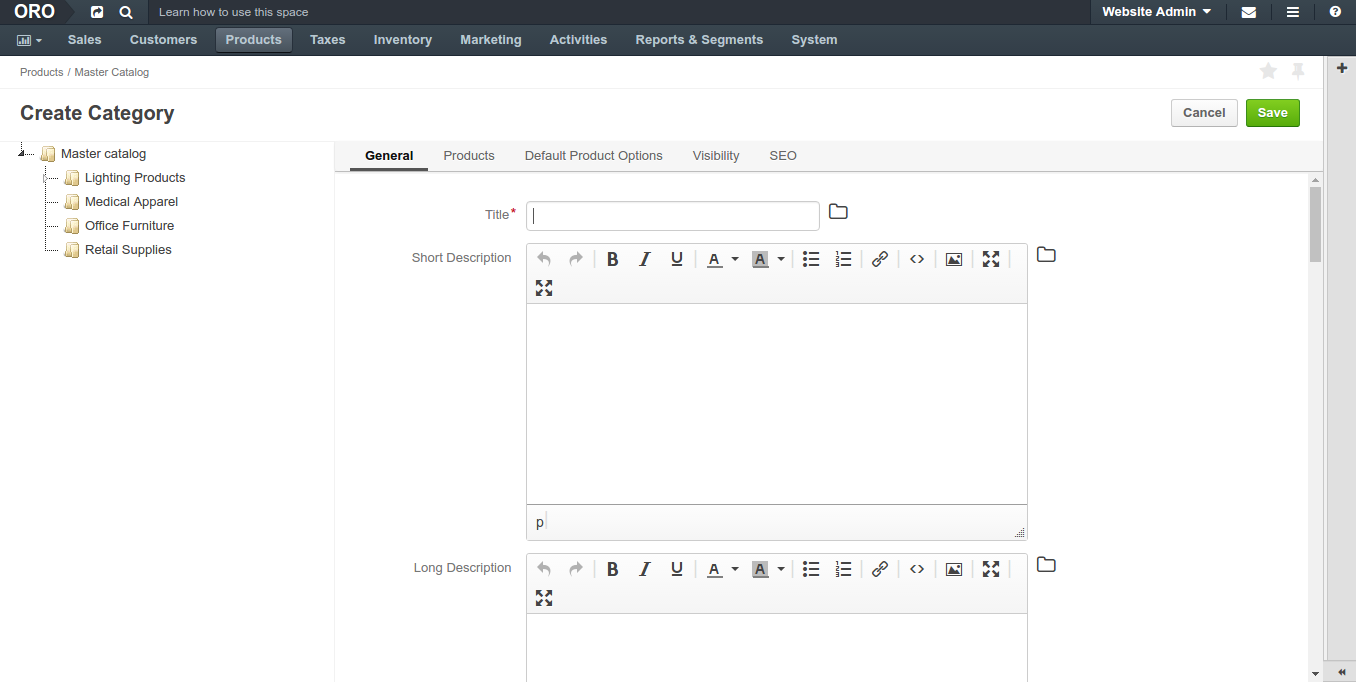 ORO Learn how to use this space Website Admin
Sales Customers Products Taxes Inventory Marketing Activities Reports & Segments System
Products / Master Catalog
Create Category Cancel Save
Master catalog
Lighting Products
Medical Apparel
Office Furniture
Retail Supplies
General Products Default Product Options Visibility SEO
Title*
Short Description B I U A A
p
Long Description B I U A A